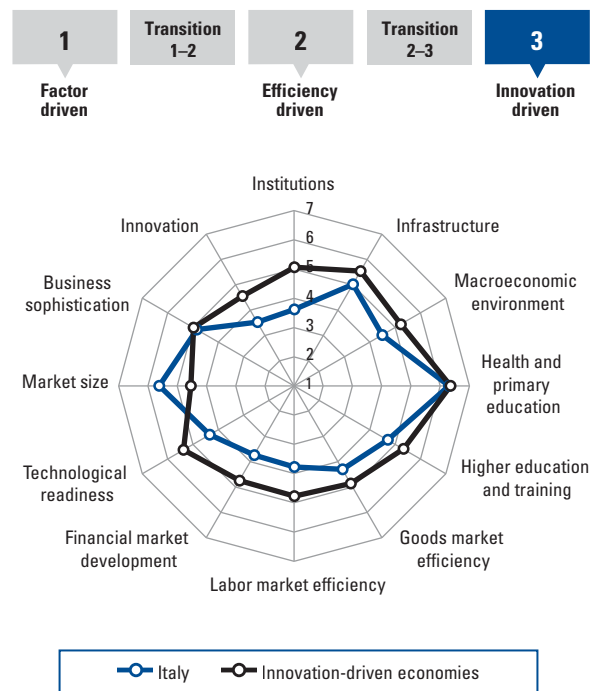 1
Transition
1–2
2
Transition
2–3
3
Factor
driven
Efficiency
driven
Innovation
driven
Institutions
Innovation
Infrastructure
Business
sophistication
Macroeconomic
environment
Market size
Health and
primary
education
Technological
readiness
Higher education
and training
Financial market
development
Goods market
efficiency
Labor market efficiency
7
6
5
4
3
2
1
Italy
Innovation-driven economies